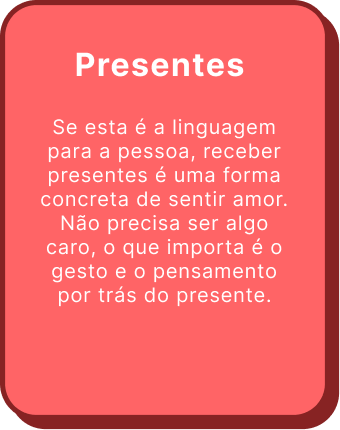 Presentes
Se esta é a linguagem
para a pessoa, receber
presentes é uma forma
concreta de sentir amor.
Não precisa ser algo
caro, o que importa é o
gesto e o pensamento
por trás do presente.